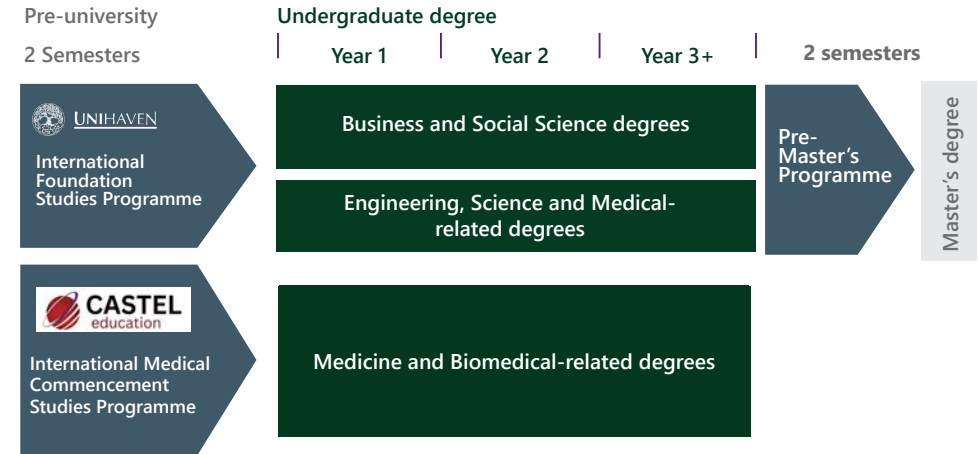 Pre-university
Undergraduate degree
2 Semesters
Year 1
Year 2
Year 3+
2 semesters
UNIHAVEN
International
Foundation
Studies Programme
Business and Social Science degrees
Engineering, Science and Medical-
related degrees
Pre-
Master's
Programme
Master's degree
CASTEL
education
International Medical
Commencement
Studies Programme
Medicine and Biomedical-related degrees